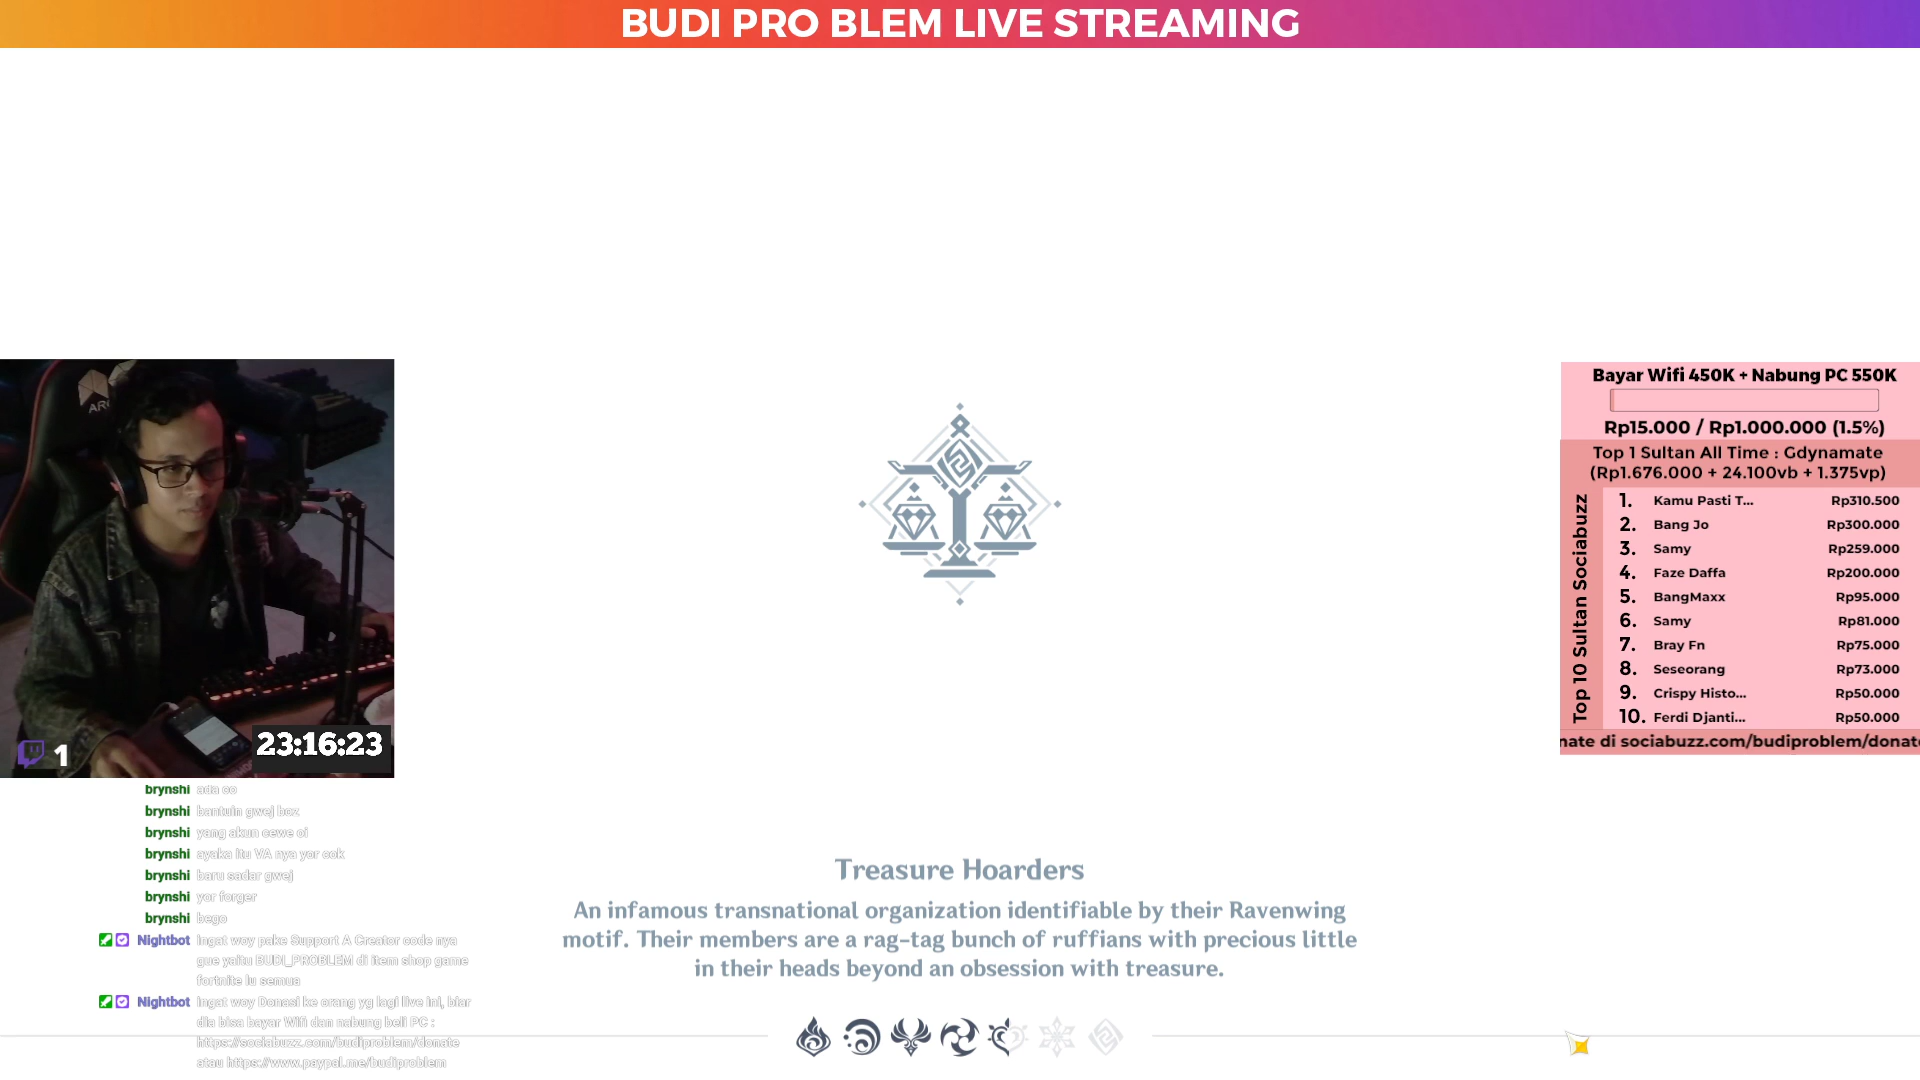 BUDI PRO BLEM LIVE STREAMING
AR
1
23:16:23
brynshi ada co
brynshi bantuin gwej boz
brynshi yang akun cewe oi
brynshi ayaka itu VA nya yor cok
brynshi baru sadar gwej
brynshi yor forger
brynshi bego
Nightbot Ingat woy pake Support A Creator code nya
gue yaitu BUDI_PROBLEM di item shop game
fortnite lu semua
Nightbot Ingat woy Donasi ke orang yg lagi live ini, biar
dia bisa bayar Wifi dan nabung beli PC :
https://sociabuzz.com/budiproblem/donate
atau https://www.paypal.me/budiproblem
Treasure Hoarders
An infamous transnational organization identifiable by their Ravenwing
motif. Their members are a rag-tag bunch of ruffians with precious little
in their heads beyond an obsession with treasure.
Bayar Wifi 450K + Nabung PC 550K
Rp15.000 / Rp1.000.000 (1.5%)
Top 1 Sultan All Time : Gdynamate
(Rp1.676.000 + 24.100vb + 1.375vp)
Top 10 Sultan Sociabuzz
1. Kamu Pasti T... Rp310.500
2. Bang Jo Rp300.000
3. Samy Rp259.000
4. Faze Daffa Rp200.000
5. BangMaxx Rp95.000
6. Samy Rp81.000
7. Bray Fn Rp75.000
8. Seseorang Rp73.000
9. Crispy Histo... Rp50.000
10. Ferdi Djanti... Rp50.000
nate di sociabuzz.com/budiproblem/donate